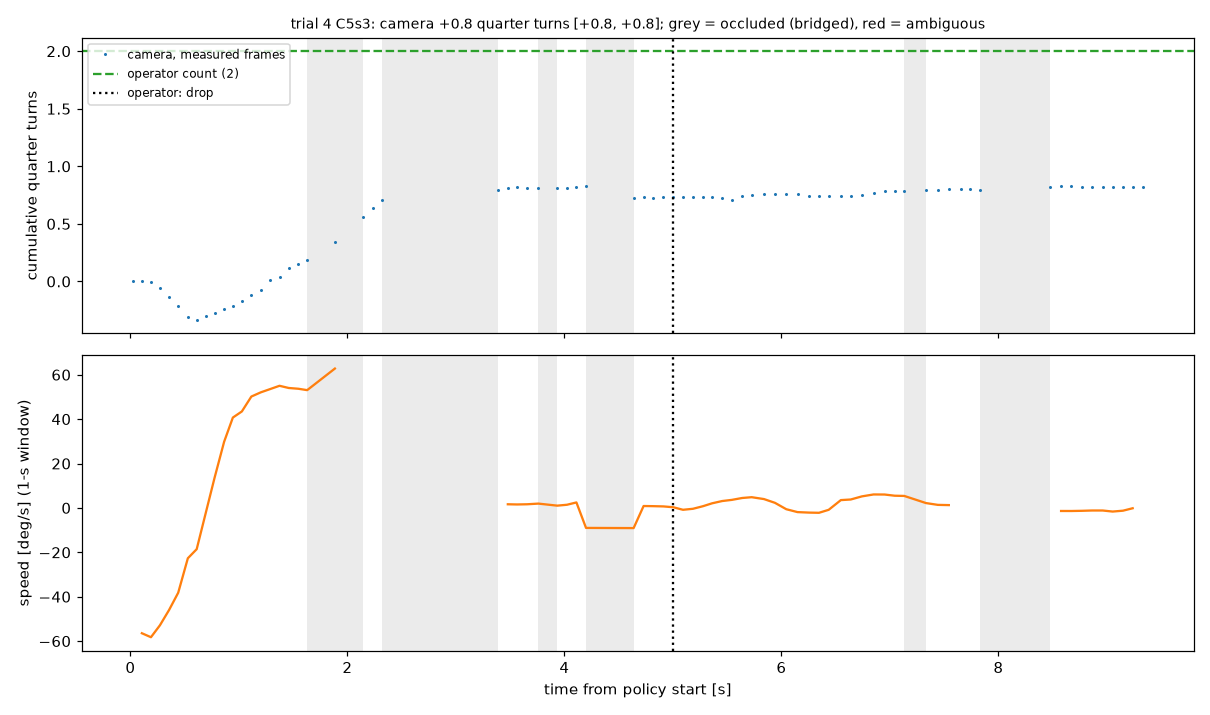 trial 4 C5s3: camera +0.8 quarter turns [+0.8, +0.8]; grey = occluded (bridged), red = ambiguous
cumulative quarter turns
2.0
1.5
1.0
0.5
0.0
camera, measured frames
operator count (2)
operator: drop
speed [deg/s] (1-s window)
60
40
20
0
−20
−40
−60
0 2 4 6 8
time from policy start [s]